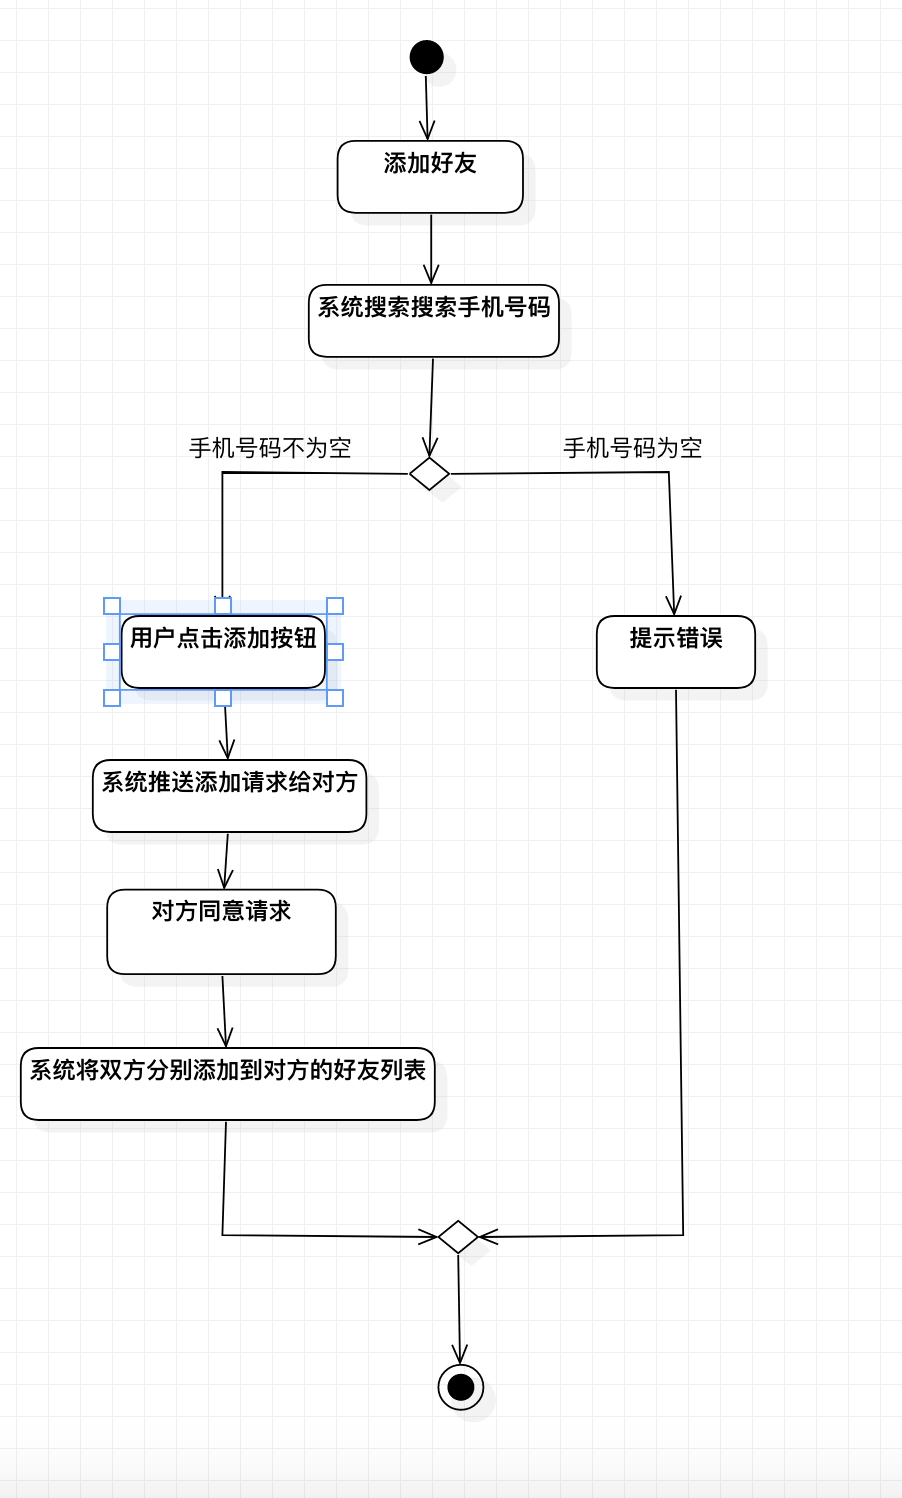 添加好友
系统搜索搜索手机号码
手机号码不为空
手机号码为空
用户点击添加按钮
提示错误
系统推送添加请求给对方
对方同意请求
系统将双方分别添加到对方的好友列表